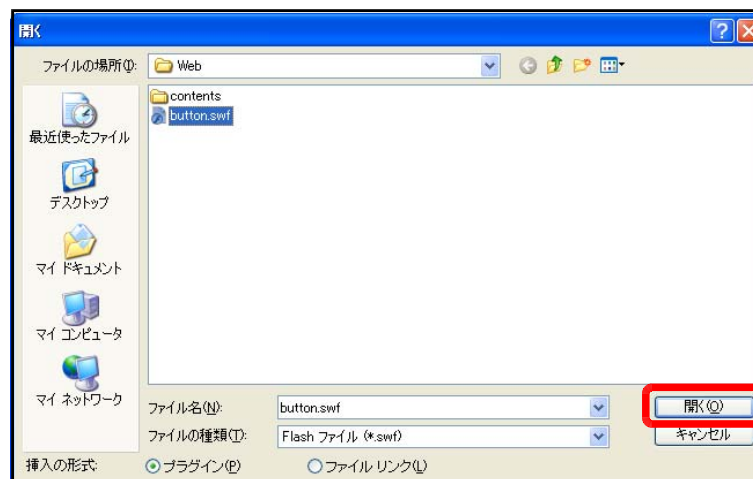 開く
ファイルの場所(I):
Web
contents
button.swf
最近使ったファイル
デスクトップ
マイ ドキュメント
マイ コンピュータ
マイ ネットワーク
ファイル名(N):
button.swf
開く(O)
ファイルの種類(T):
Flash ファイル (*.swf)
キャンセル
挿入の形式:
プラグイン(P)
ファイル リンク(L)